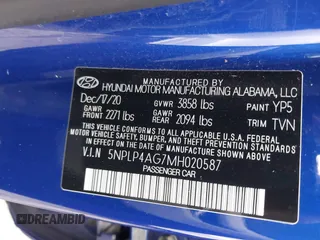 MANUFACTURED BY
HYUNDAI
HYUNDAI MOTOR MANUFACTURING ALABAMA, LLC
Dec/17/20 GVWR 3858 lbs PAINT YP5
GAWR FRONT 2271 lbs GAWR REAR 2094 lbs TRIM TVN
THIS VEHICLE CONFORMS TO ALL APPLICABLE U.S.A. FEDERAL
MOTOR VEHICLE SAFETY, BUMPER, AND THEFT PREVENTION
STANDARDS IN EFFECT ON THE DATE OF MANUFACTURE SHOWN ABOVE.
V.I.N 5NPLP4AG7MH020587
PASSENGER CAR
DREAMBID